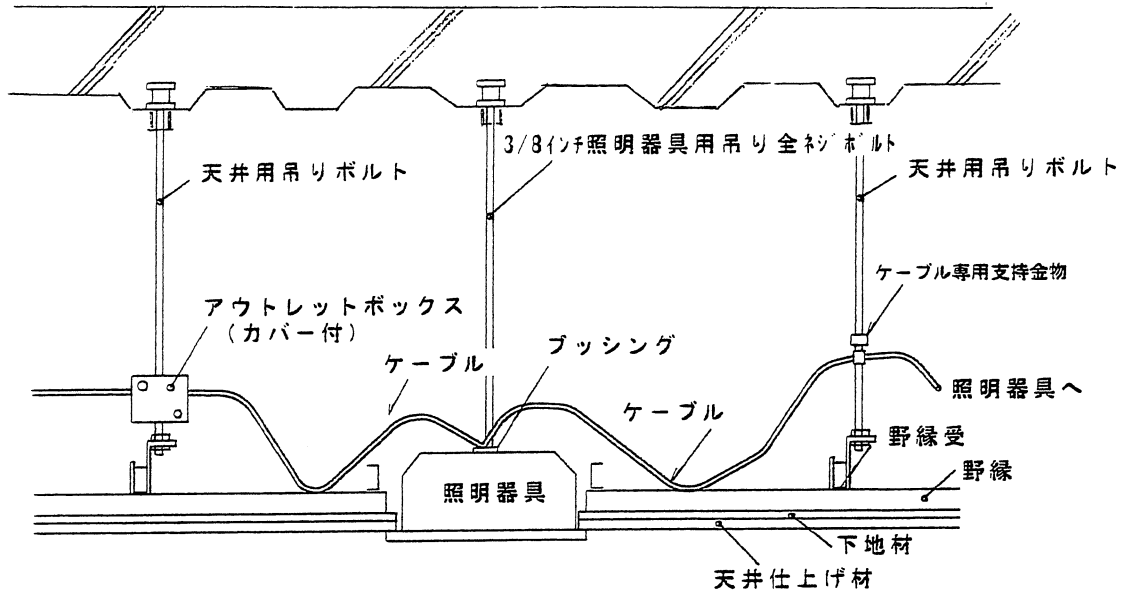 3/8インチ照明器具用吊り全ネジボルト
天井用吊りボルト
天井用吊りボルト
ケーブル専用支持金物
アウトレットボックス
(カバー付)
ブッシング
ケーブル
照明器具へ
ケーブル
野縁受
野縁
照明器具
下地材
天井仕上げ材